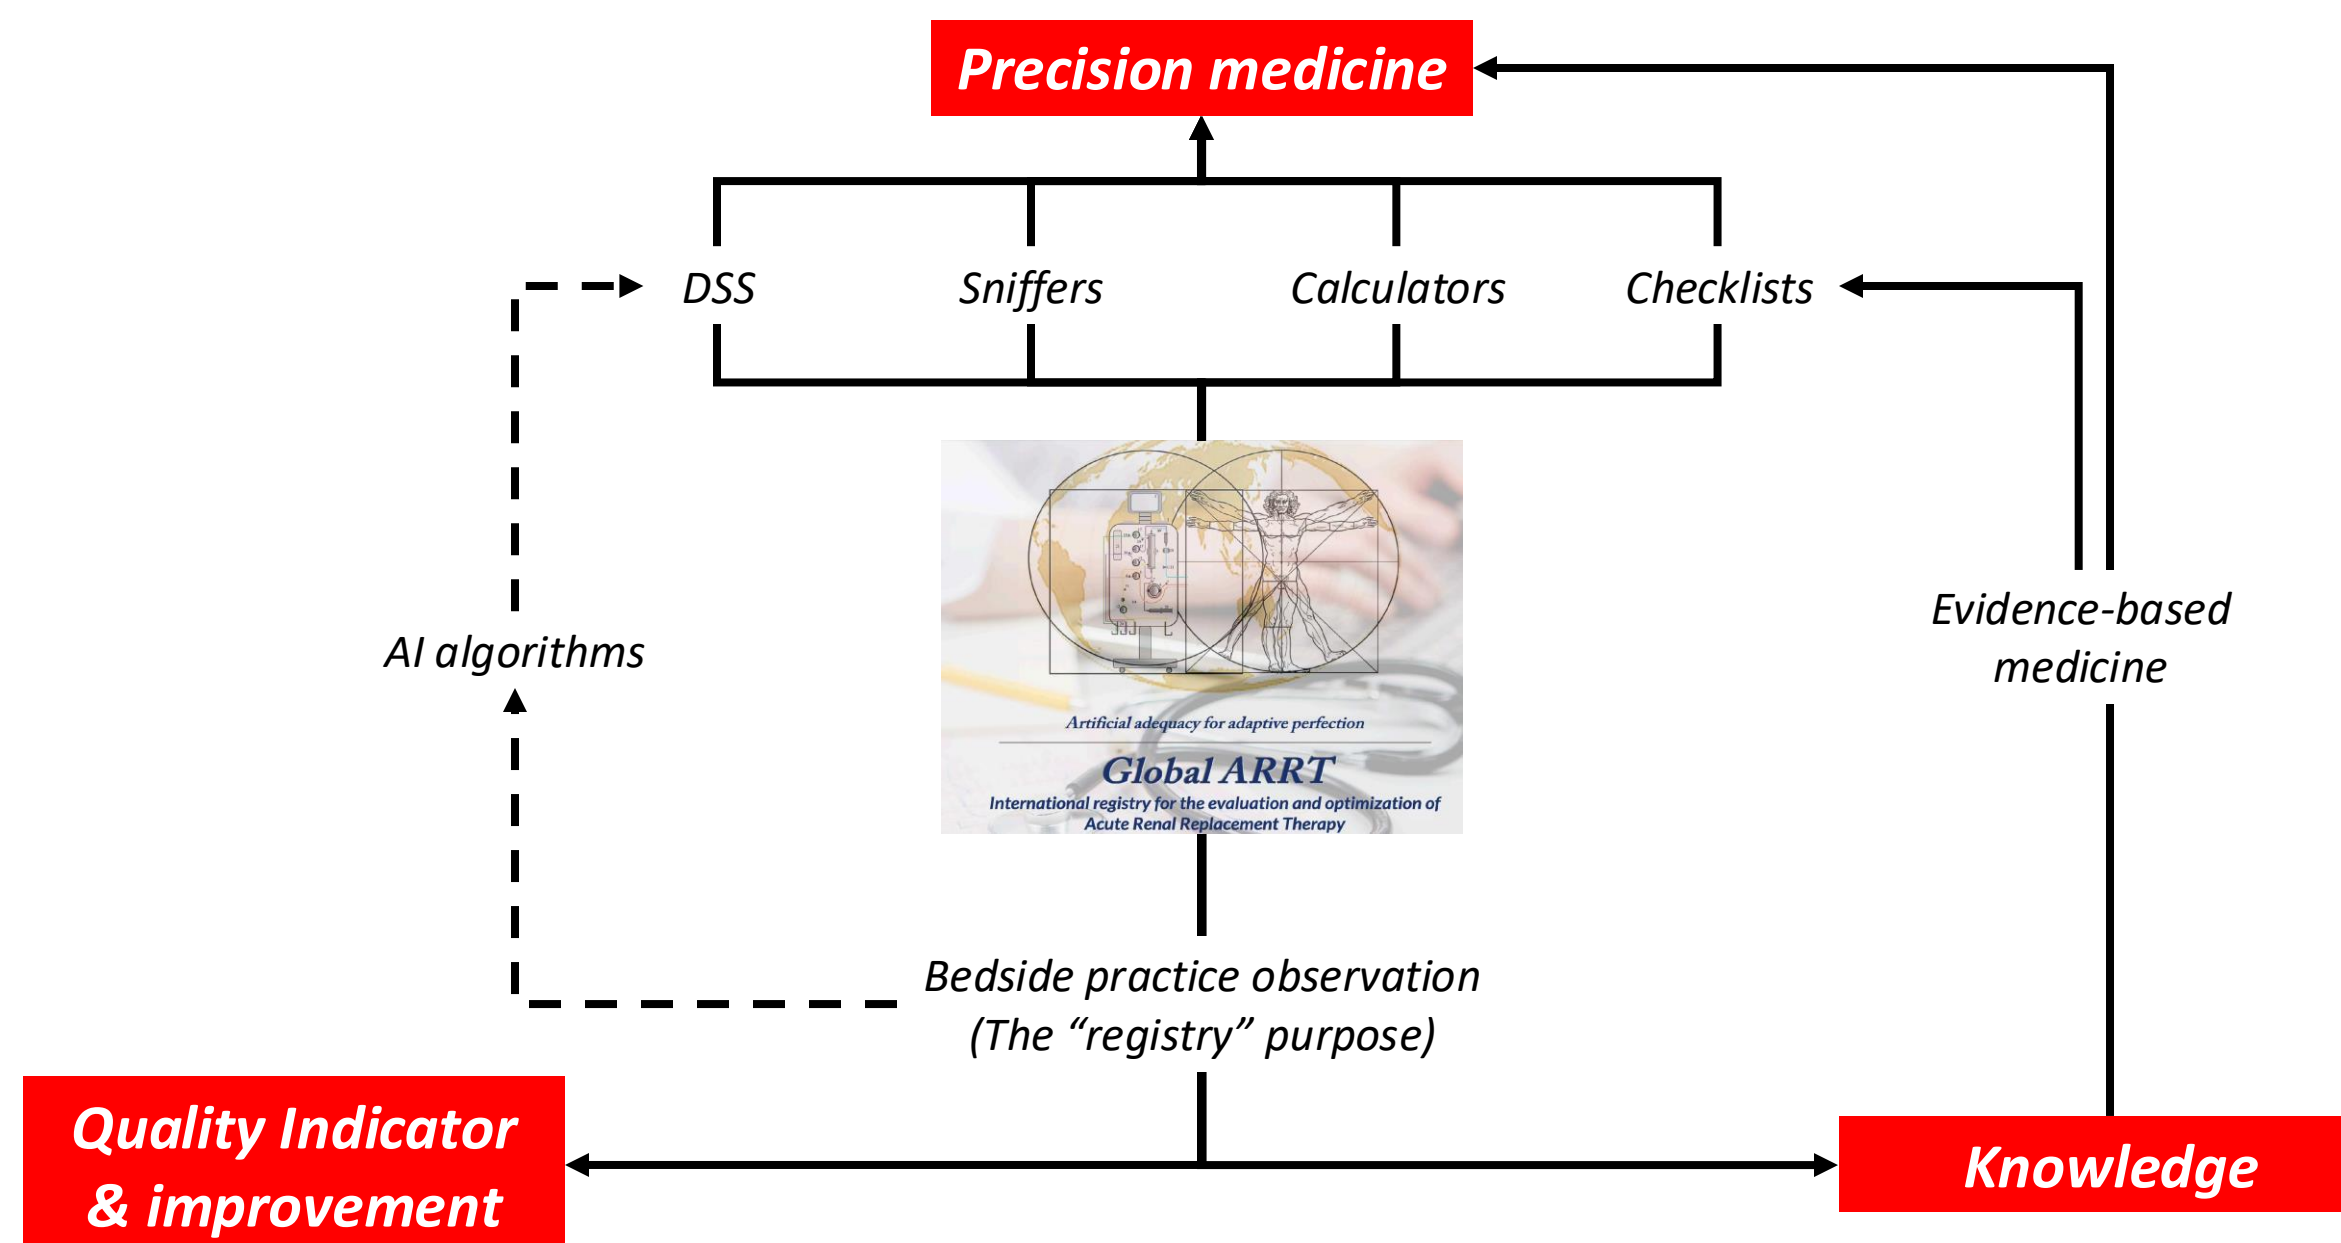 Precision medicine
DSS
Sniffers
Calculators
Checklists
AI algorithms
Evidence-based
medicine
Artificial adequacy for adaptive perfection
Global ARRT
International registry for the evaluation and optimization of
Acute Renal Replacement Therapy
Bedside practice observation
(The “registry” purpose)
Quality Indicator
& improvement
Knowledge